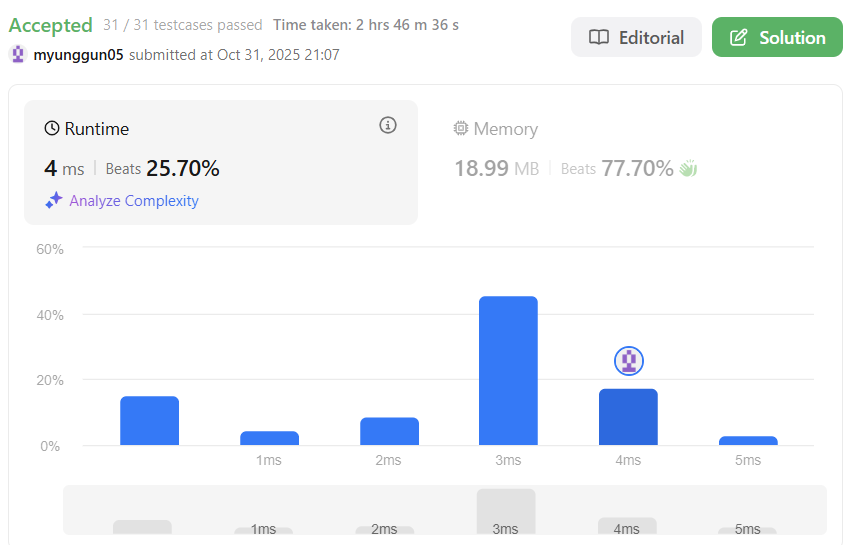 Accepted 31 / 31 testcases passed Time taken: 2 hrs 46 m 36 s
myunggun05 submitted at Oct 31, 2025 21:07
Editorial
Solution
Runtime
4 ms | Beats 25.70%
Analyze Complexity
Memory
18.99 MB | Beats 77.70%
60%
40%
20%
0%
1ms 2ms 3ms 4ms 5ms
1ms 2ms 3ms 4ms 5ms